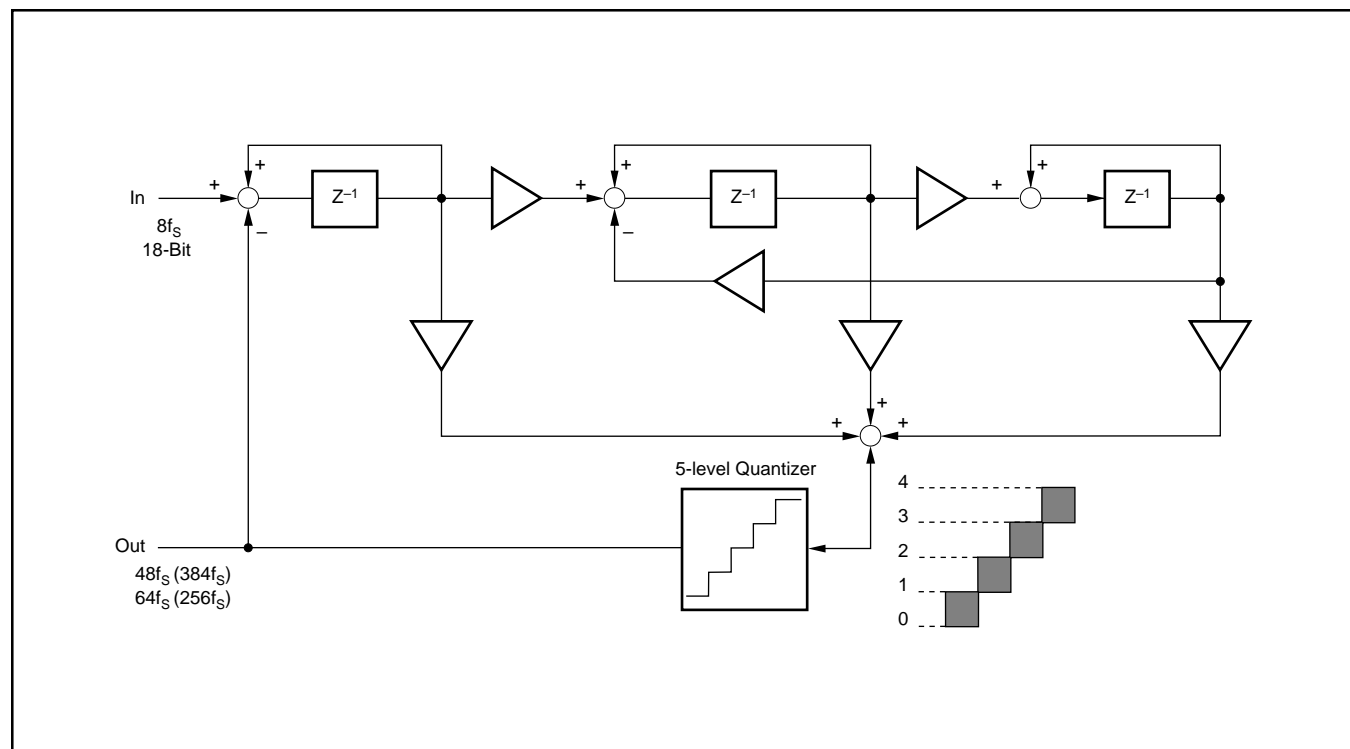 + + +
In + Z⁻¹ + Z⁻¹ + Z⁻¹
8fS – –
18-Bit
+
+ +
5-level Quantizer
4
3
Out 2
48fS (384fS) 1
64fS (256fS) 0